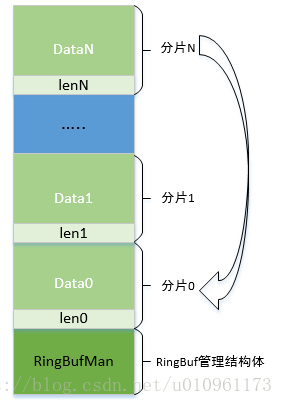 DataN
分片N
lenN
.....
Data1
分片1
len1
Data0
分片0
len0
RingBufMan
RingBuf管理结构体
s://blog.csdn.net/u010961173